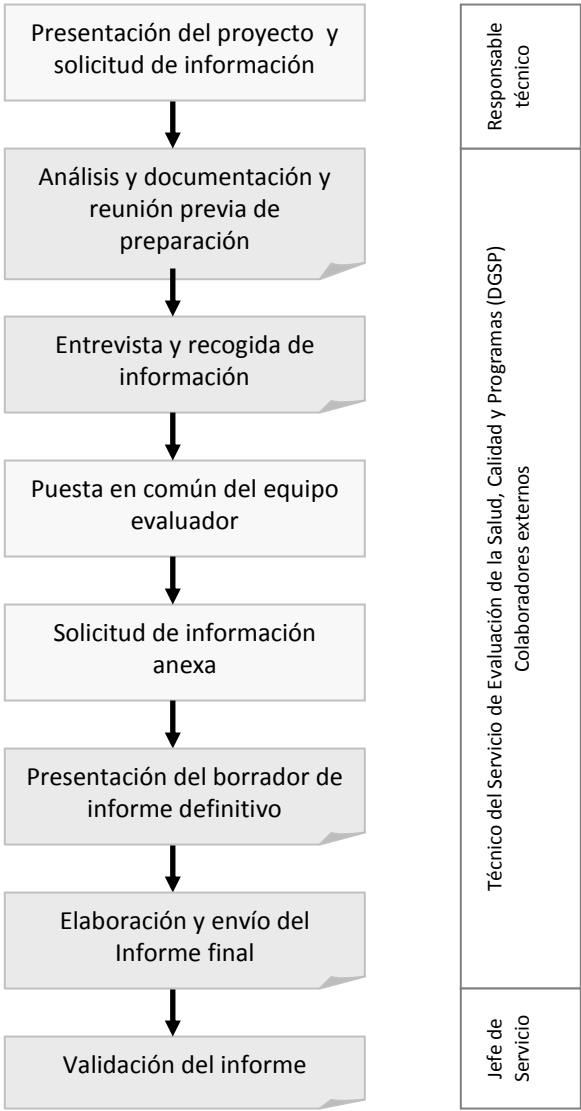 Presentación del proyecto y
solicitud de información
Análisis y documentación y
reunión previa de
preparación
Entrevista y recogida de
información
Puesta en común del equipo
evaluador
Solicitud de información
anexa
Presentación del borrador de
informe definitivo
Elaboración y envío del
Informe final
Validación del informe
Responsable
técnico
Técnico del Servicio de Evaluación de la Salud, Calidad y Programas (DGSP)
Colaboradores externos
Jefe de
Servicio